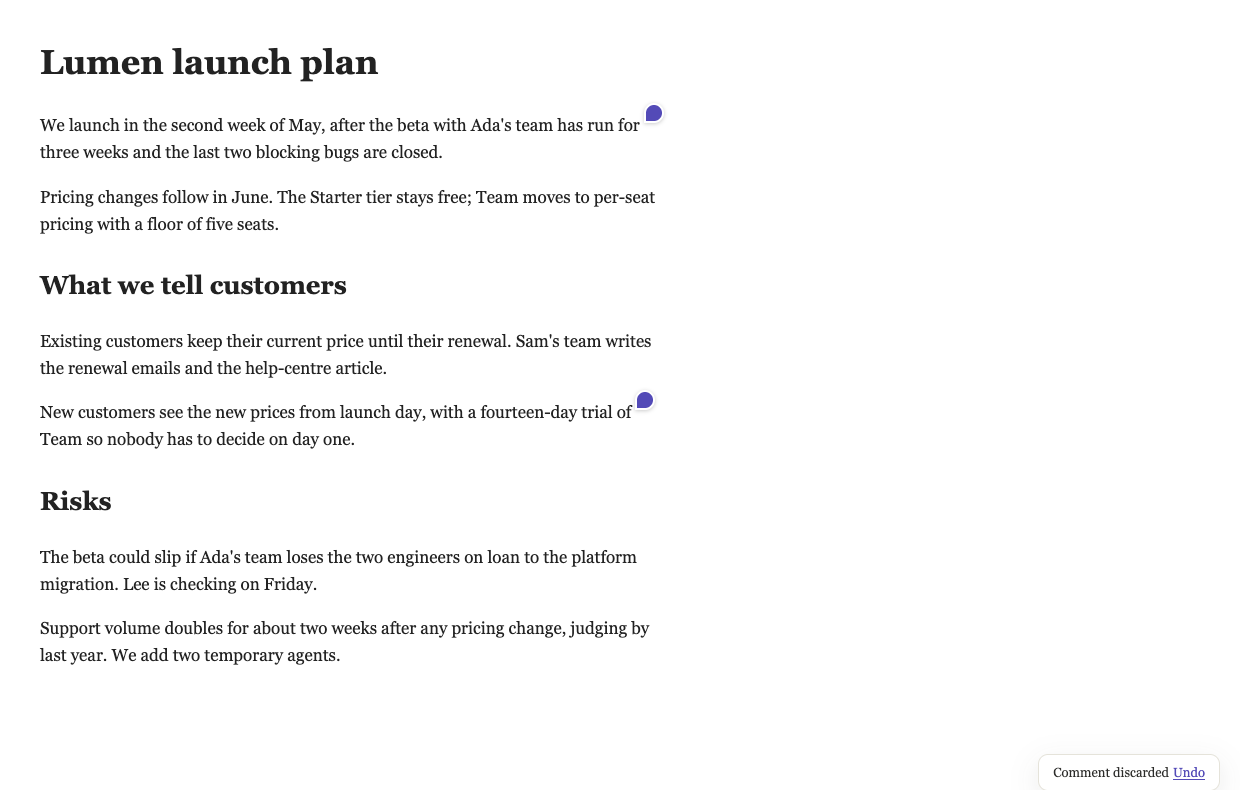 Lumen launch plan
We launch in the second week of May, after the beta with Ada's team has run for
three weeks and the last two blocking bugs are closed.
Pricing changes follow in June. The Starter tier stays free; Team moves to per-seat
pricing with a floor of five seats.
What we tell customers
Existing customers keep their current price until their renewal. Sam's team writes
the renewal emails and the help-centre article.
New customers see the new prices from launch day, with a fourteen-day trial of
Team so nobody has to decide on day one.
Risks
The beta could slip if Ada's team loses the two engineers on loan to the platform
migration. Lee is checking on Friday.
Support volume doubles for about two weeks after any pricing change, judging by
last year. We add two temporary agents.
Comment discarded Undo